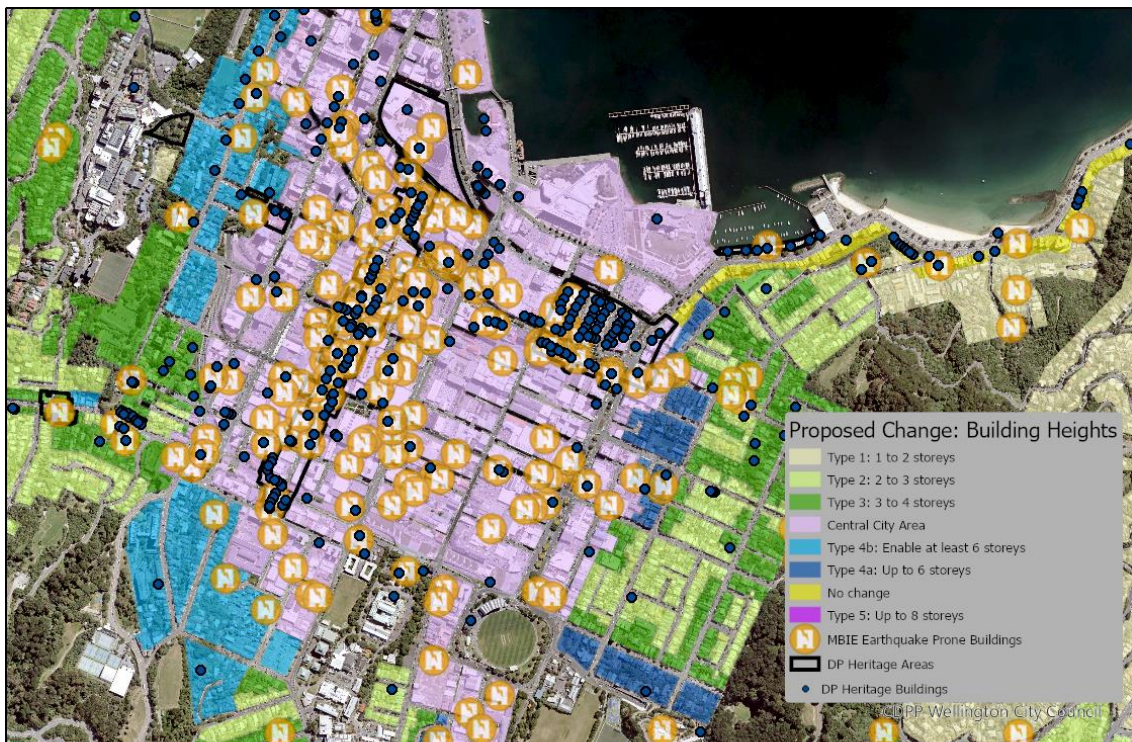 Proposed Change: Building Heights
Type 1: 1 to 2 storeys
Type 2: 2 to 3 storeys
Type 3: 3 to 4 storeys
Central City Area
Type 4b: Enable at least 6 storeys
Type 4a: Up to 6 storeys
No change
Type 5: Up to 8 storeys
MBIE Earthquake Prone Buildings
DP Heritage Areas
DP Heritage Buildings
Wellington City Council